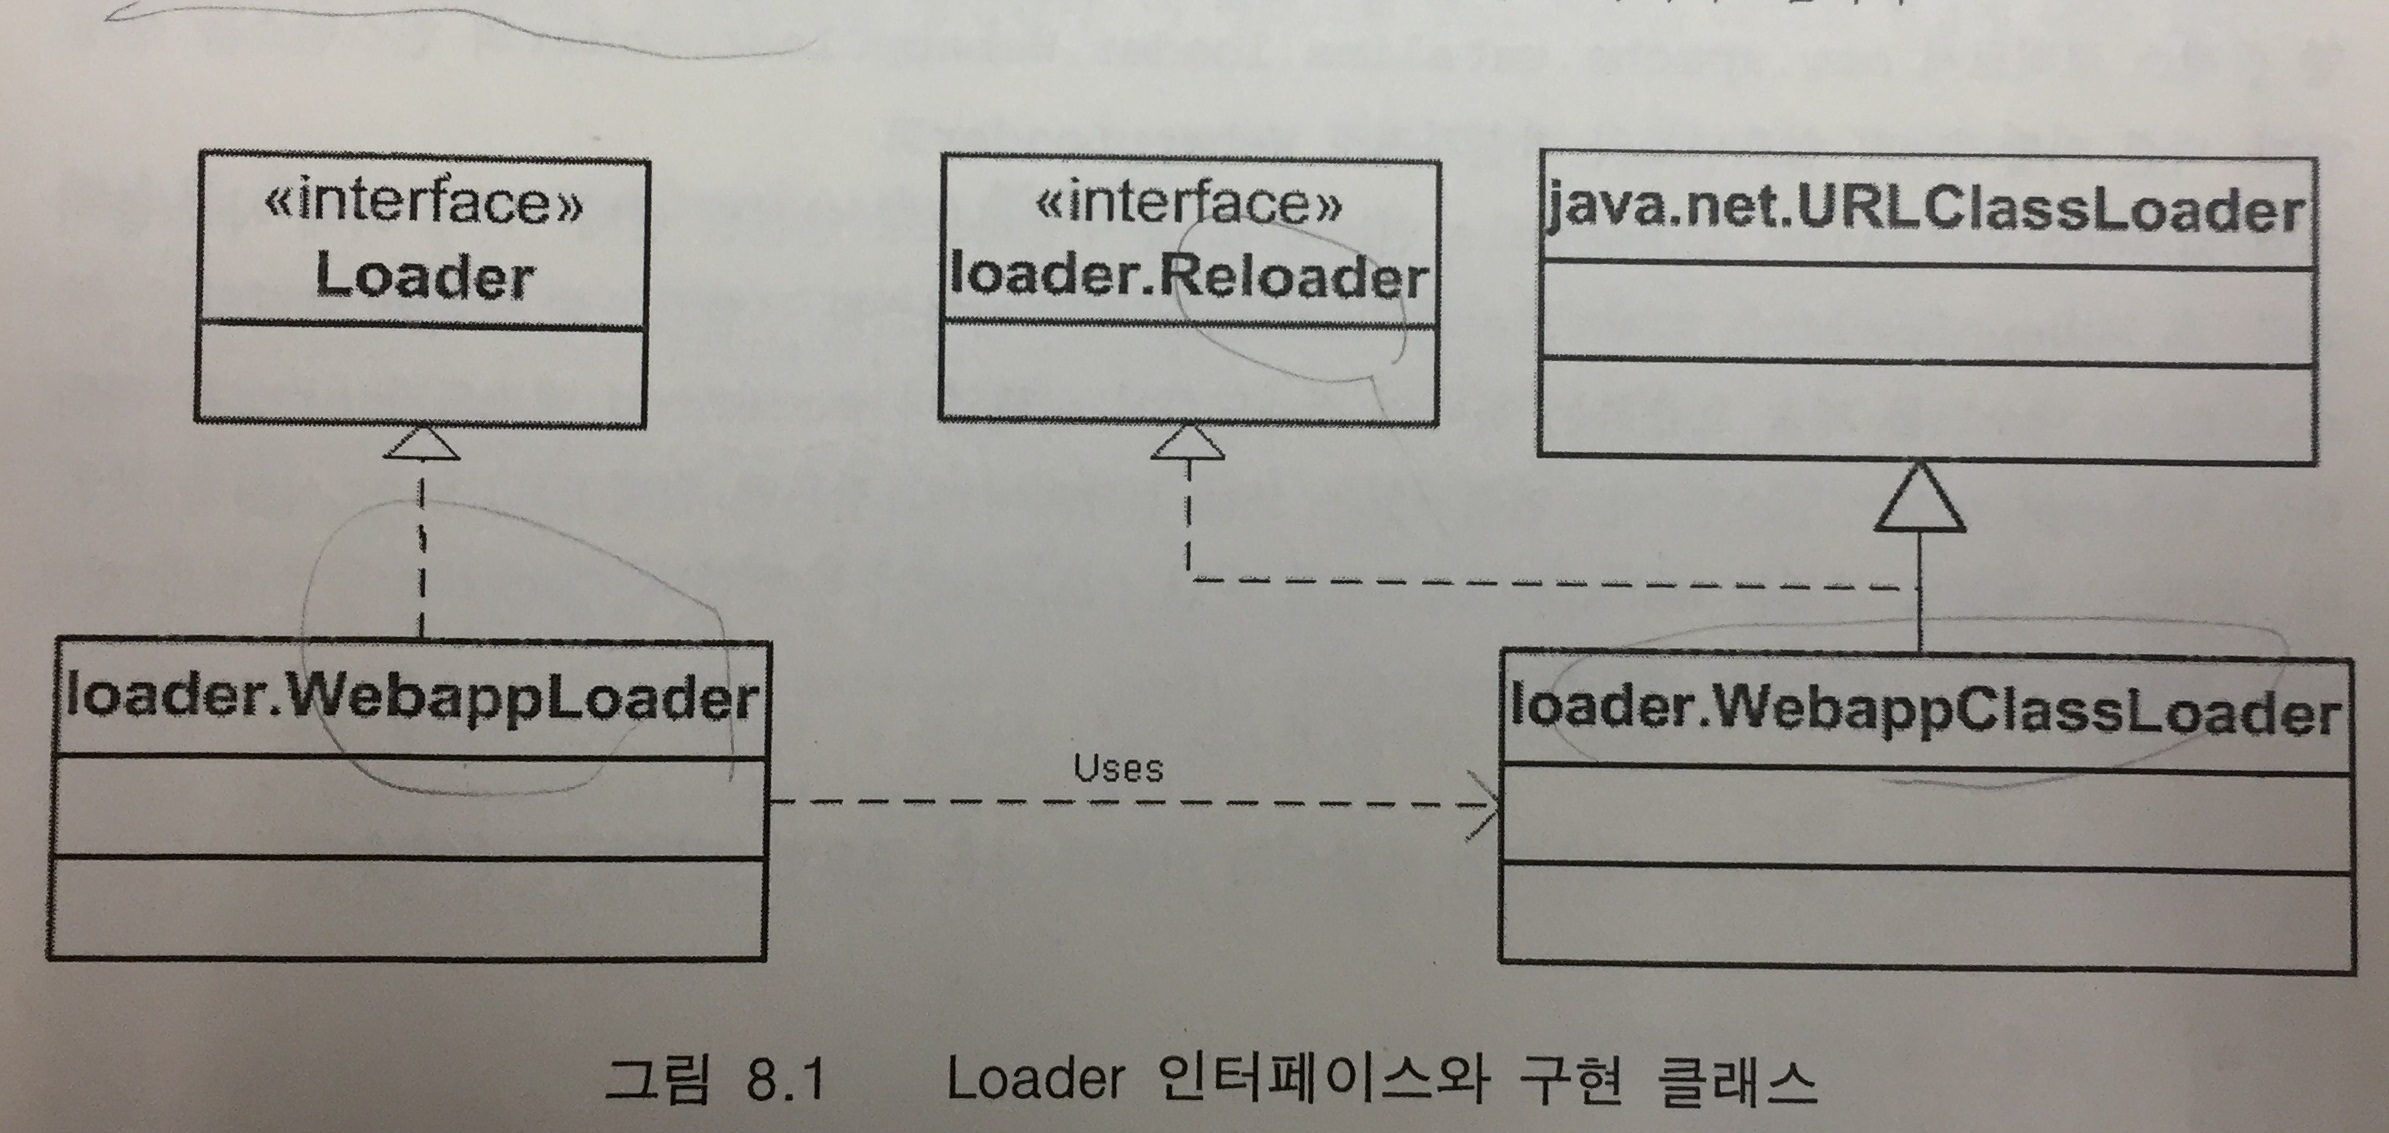 «interface»
Loader
«interface»
loader.Reloader
java.net.URLClassLoader
loader.WebappLoader
Uses
loader.WebappClassLoader
그림 8.1 Loader 인터페이스와 구현 클래스